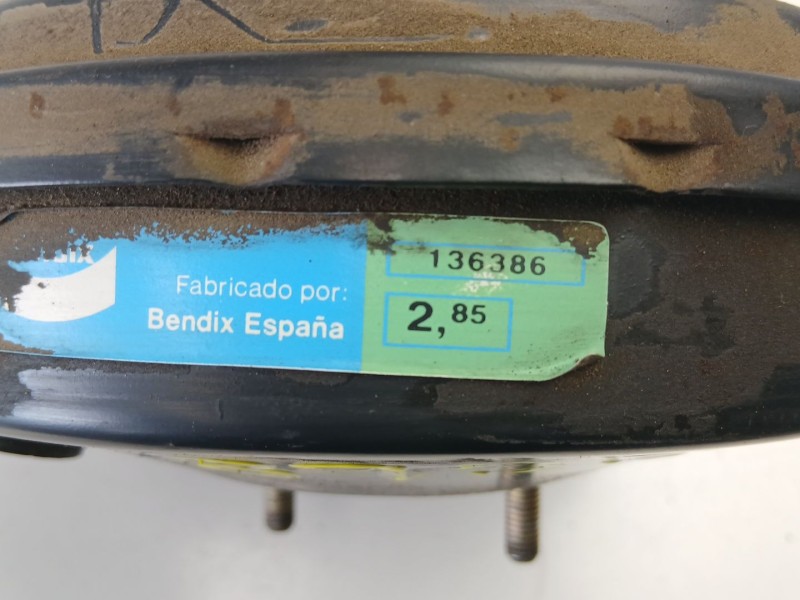 136386
Fabricado por:
Bendix España
2,85